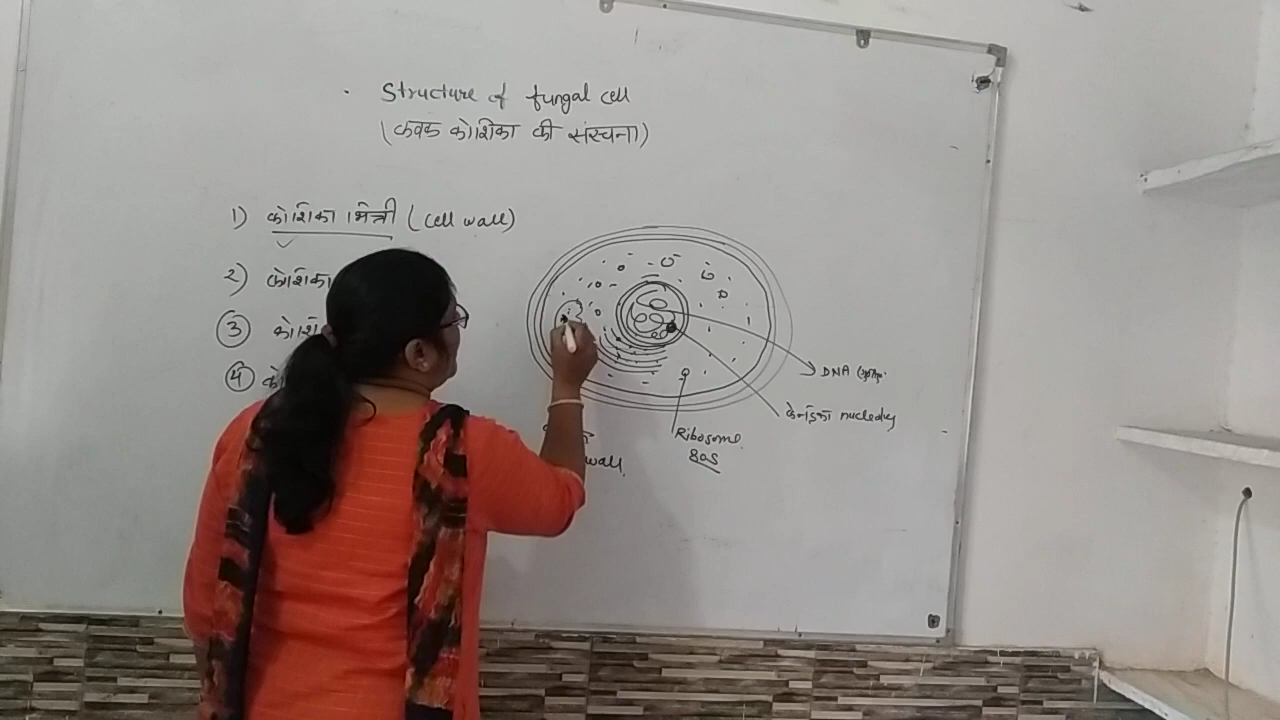 Structure of fungal cell
(कवक कोशिका की संरचना)
1) कोशिका भित्ती (Cell wall)
2) कोशिका
3
4
DNA
केन्द्रिका nucleolus
Ribosome
80S
wall